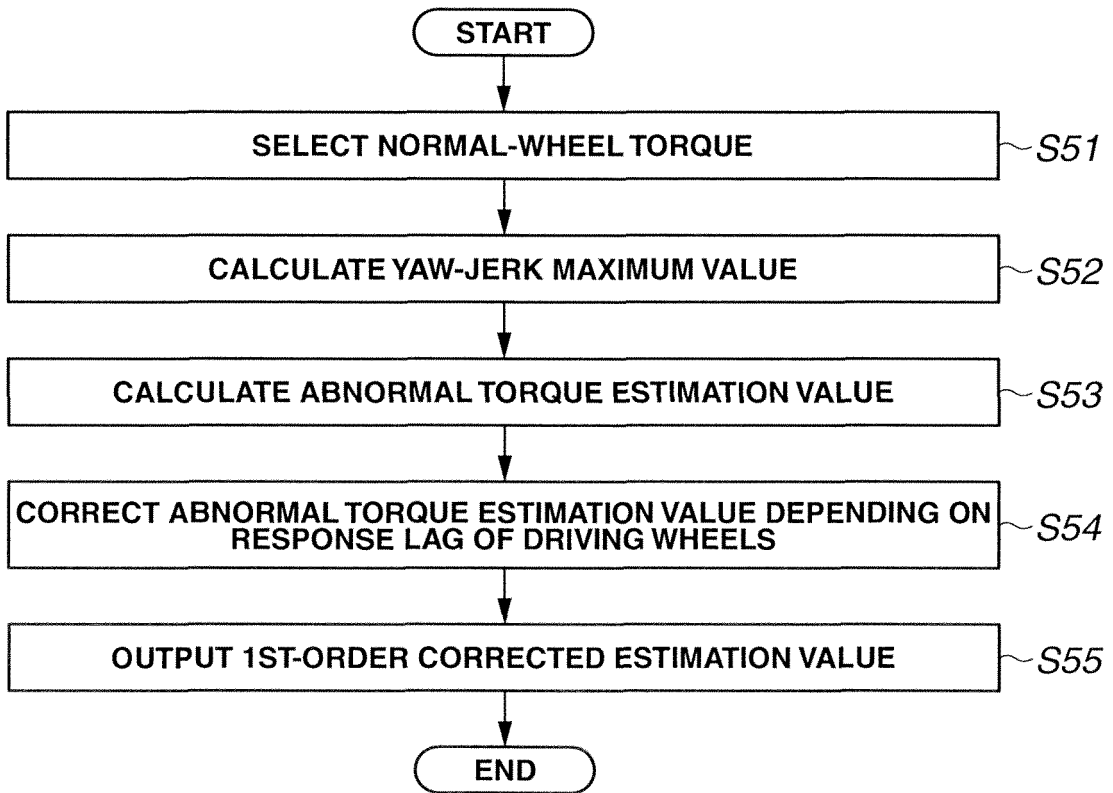 START
SELECT NORMAL-WHEEL TORQUE
S51
CALCULATE YAW-JERK MAXIMUM VALUE
S52
CALCULATE ABNORMAL TORQUE ESTIMATION VALUE
S53
CORRECT ABNORMAL TORQUE ESTIMATION VALUE DEPENDING ON
RESPONSE LAG OF DRIVING WHEELS
S54
OUTPUT 1ST-ORDER CORRECTED ESTIMATION VALUE
S55
END